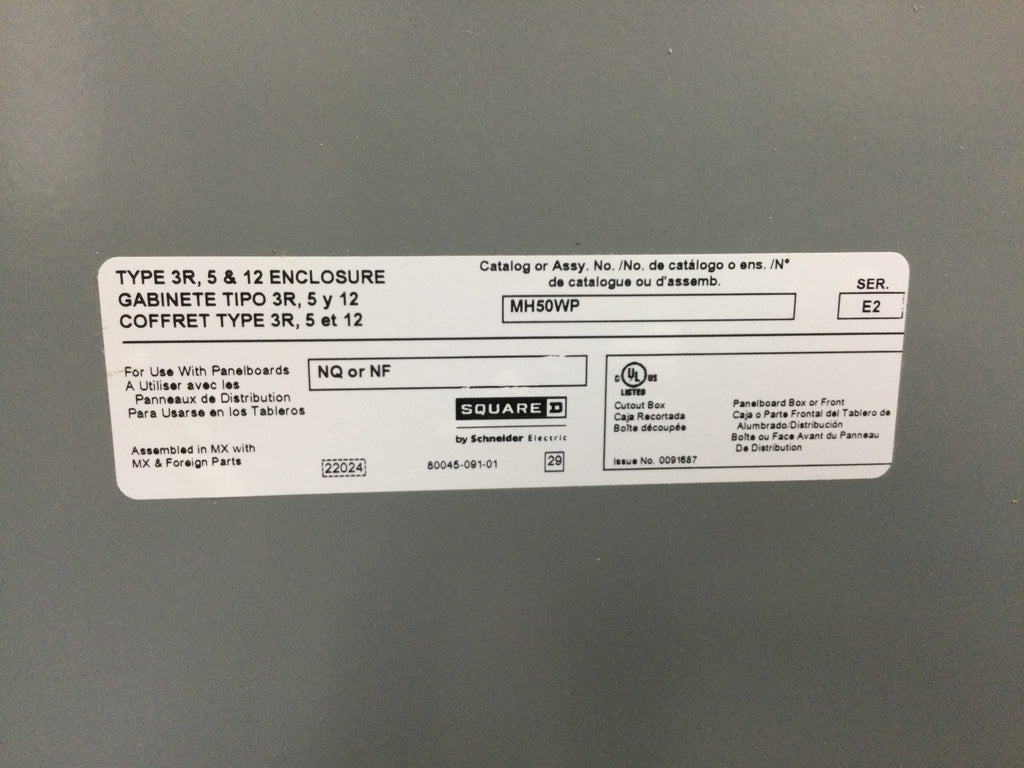 TYPE 3R, 5 & 12 ENCLOSURE
GABINETE TIPO 3R, 5 y 12
COFFRET TYPE 3R, 5 et 12
Catalog or Assy. No. /No. de catálogo o ens. /N°
de catalogue ou d'assemb.
MH50WP
SER.
E2
For Use With Panelboards
A Utiliser avec les
Panneaux de Distribution
Para Usarse en los Tableros
NQ or NF
SQUARE D
by Schneider Electric
Assembled in MX with
MX & Foreign Parts
22024
80045-091-01
29
C UL US
LISTED
Cutout Box
Caja Recortada
Boîte découpée
Panelboard Box or Front
Caja o Parte Frontal del Tablero de
Alumbrado/Distribución
Boîte ou Face Avant du Panneau
De Distribution
Issue No. 0091687